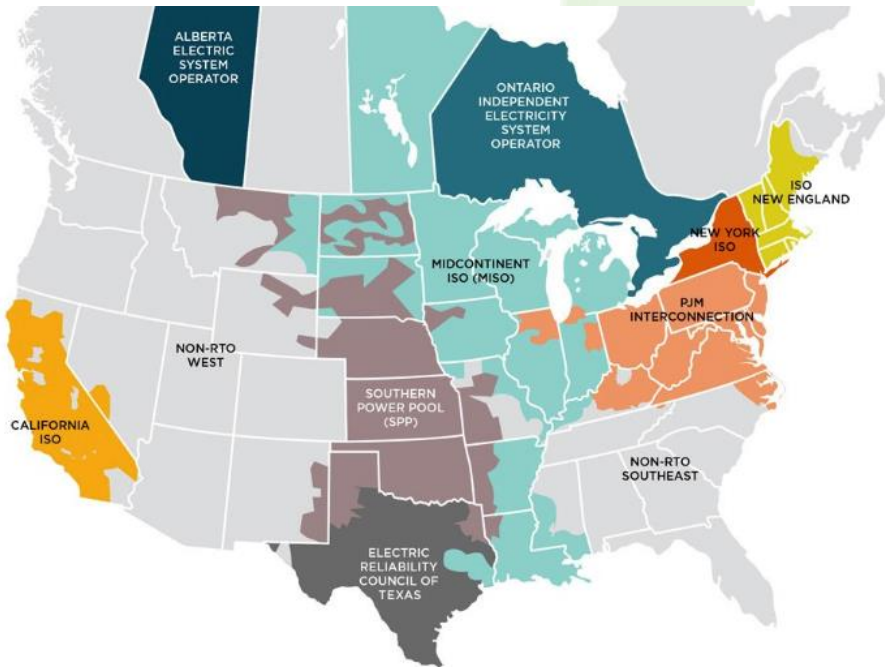 ALBERTA
ELECTRIC
SYSTEM
OPERATOR
ONTARIO
INDEPENDENT
ELECTRICITY
SYSTEM
OPERATOR
ISO
NEW ENGLAND
NEW YORK
ISO
MIDCONTINENT
ISO (MISO)
PJM
INTERCONNECTION
NON-RTO
WEST
SOUTHERN
POWER POOL
(SPP)
CALIFORNIA
ISO
NON-RTO
SOUTHEAST
ELECTRIC
RELIABILITY
COUNCIL OF
TEXAS